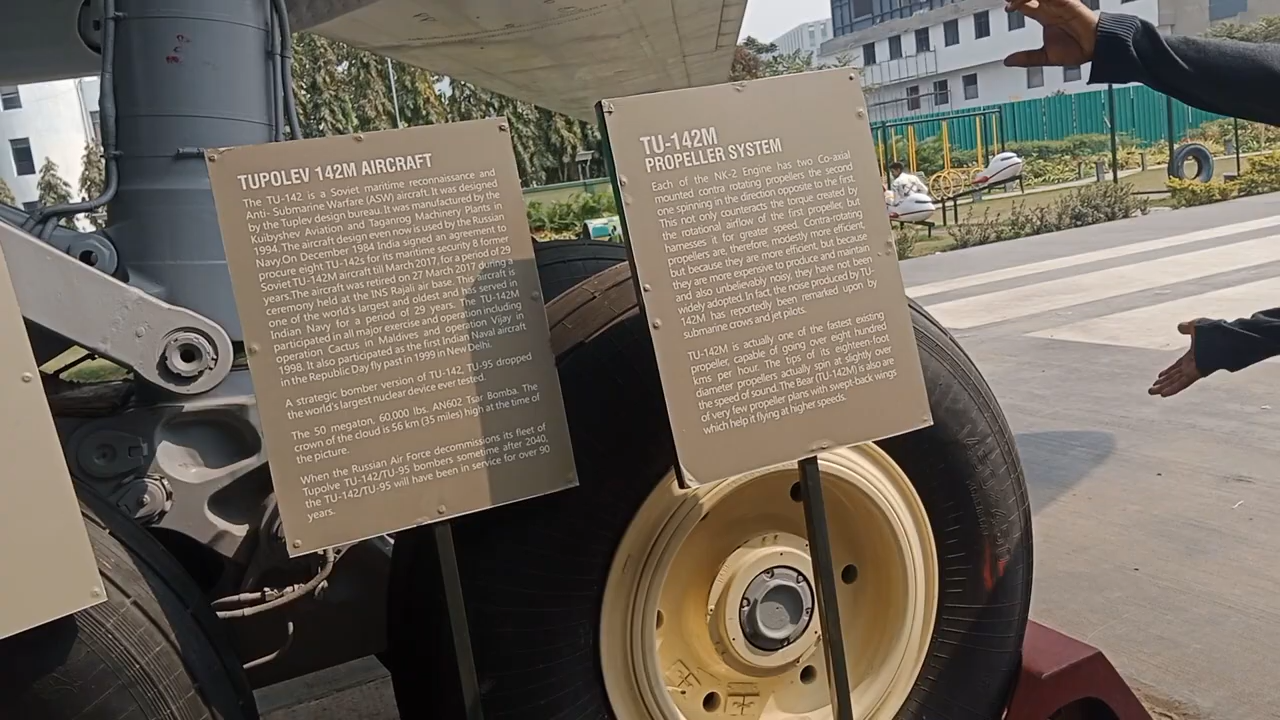 TUPOLEV 142M AIRCRAFT
The TU-142 is a Soviet maritime reconnaissance and
Anti- Submarine Warfare (ASW) aircraft. It was designed
by the Tuplev design bureau. It was manufactured by the
Kuibyshev Aviation and Taganrog Machinery Plants in
1994. The aircraft design even now is used by the Russian
Navy.On December 1984 India signed an agreement to
procure eight TU-142s for its maritime security 8 former
Soviet TU-142M aircraft till March 2017, for a period of 29
years.The aircraft was retired on 27 March 2017 during a
ceremony held at the INS Rajali air base. This aircraft is
one of the world's largest and oldest and has served in
Indian Navy for a period of 29 years. The TU-142M
participated in all major exercise and operation including
operation Cactus in Maldives and operation Vijay in
1998. It also participated as the first Indian Naval aircraft
in the Republic Day fly past in 1999 in New Delhi.
A strategic bomber version of TU-142, TU-95 dropped
the world's largest nuclear device ever tested.
The 50 megaton, 60,000 lbs. AN602 Tsar Bomba. The
crown of the cloud is 56 km (35 miles) high at the time of
the picture.
When the Russian Air Force decommissions its fleet of
Tupolve TU-142/TU-95 bombers sometime after 2040,
the TU-142/TU-95 will have been in service for over 90
years.
TU-142M
PROPELLER SYSTEM
Each of the NK-2 Engine has two Co-axial
mounted contra rotating propellers the second
one spinning in the direction opposite to the first.
This not only counteracts the torque created by
the rotational airflow of the first propeller, but
harnesses it for greater speed. Contra-rotating
propellers are, therefore, modestly more efficient,
but because they are more efficient, but because
they are more expensive to produce and maintain
and also unbelievably noisy, they have not been
widely adopted. In fact, the noise produced by TU-
142M has reportedly been remarked upon by
submarine crows and jet pilots.
TU-142M is actually one of the fastest existing
propeller, capable of going over eight hundred
kms per hour. The tips of its eighteen-foot
diameter propellers actually spin at slightly over
the speed of sound. The Bear (TU-142M) is also are
of very few propeller plans with swept-back wings
which help it flying at higher speeds.